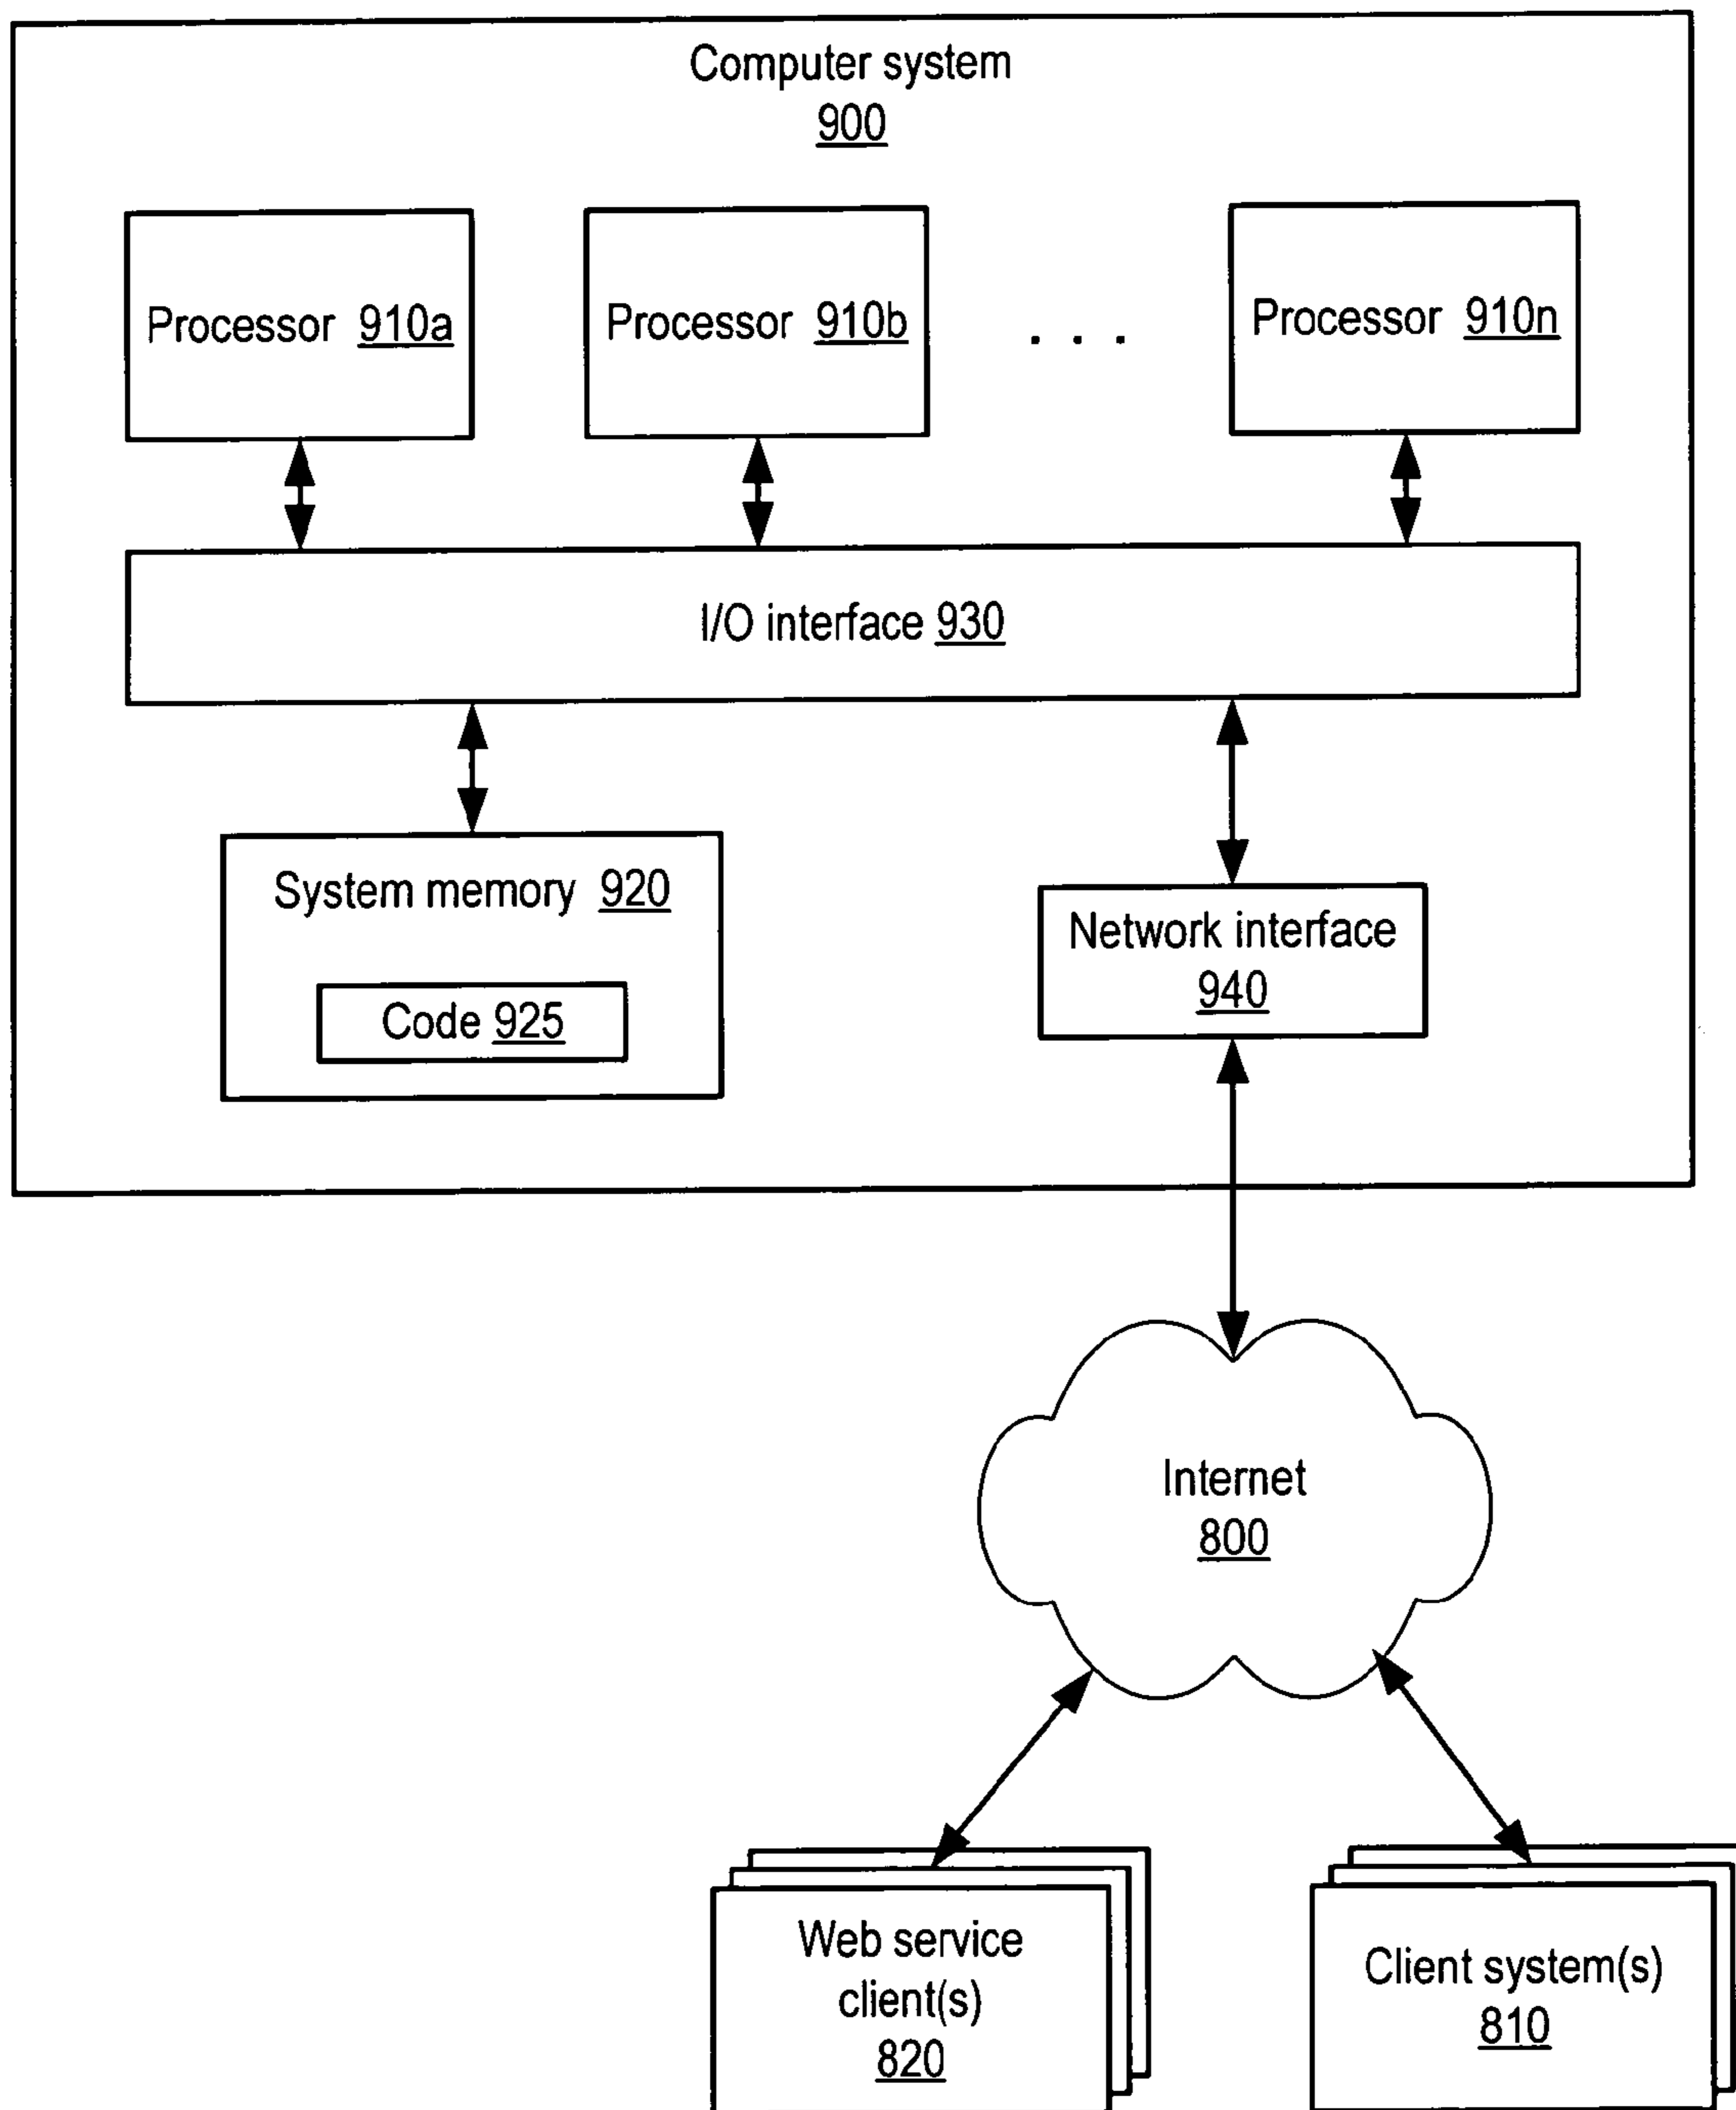 Computer system
900
Processor 910a
Processor 910b
. . .
Processor 910n
I/O interface 930
System memory 920
Code 925
Network interface
940
Internet
800
Web service
client(s)
820
Client system(s)
810